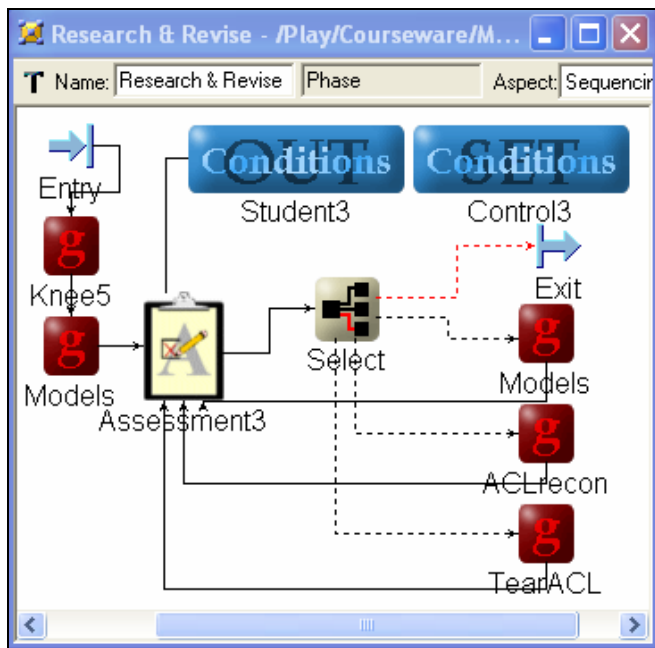 Research & Revise - /Play/Courseware/M...
Name: Research & Revise Phase Aspect: Sequencin
OUT Conditions
SET Conditions
Entry
Student3
Control3
g
Knee5
Exit
g
Models
A
Assessment3
Select
g
Models
g
ACLrecon
g
TearACL